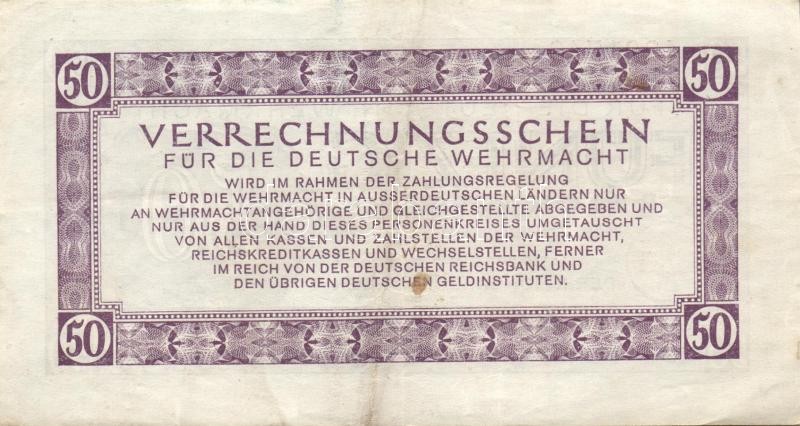 50 50
VERRECHNUNGSSCHEIN
FÜR DIE DEUTSCHE WEHRMACHT
WIRD IM RAHMEN DER ZAHLUNGSREGELUNG
FÜR DIE WEHRMACHT IN AUSSERDEUTSCHEN LÄNDERN NUR
AN WEHRMACHTANGEHÖRIGE UND GLEICHGESTELLTE ABGEGEBEN UND
NUR AUS DER HAND DIESES PERSONENKREISES UMGETAUSCHT
VON ALLEN KASSEN UND ZAHLSTELLEN DER WEHRMACHT,
REICHSKREDITKASSEN UND WECHSELSTELLEN, FERNER
IM REICH VON DER DEUTSCHEN REICHSBANK UND
DEN ÜBRIGEN DEUTSCHEN GELDINSTITUTEN.
50 50